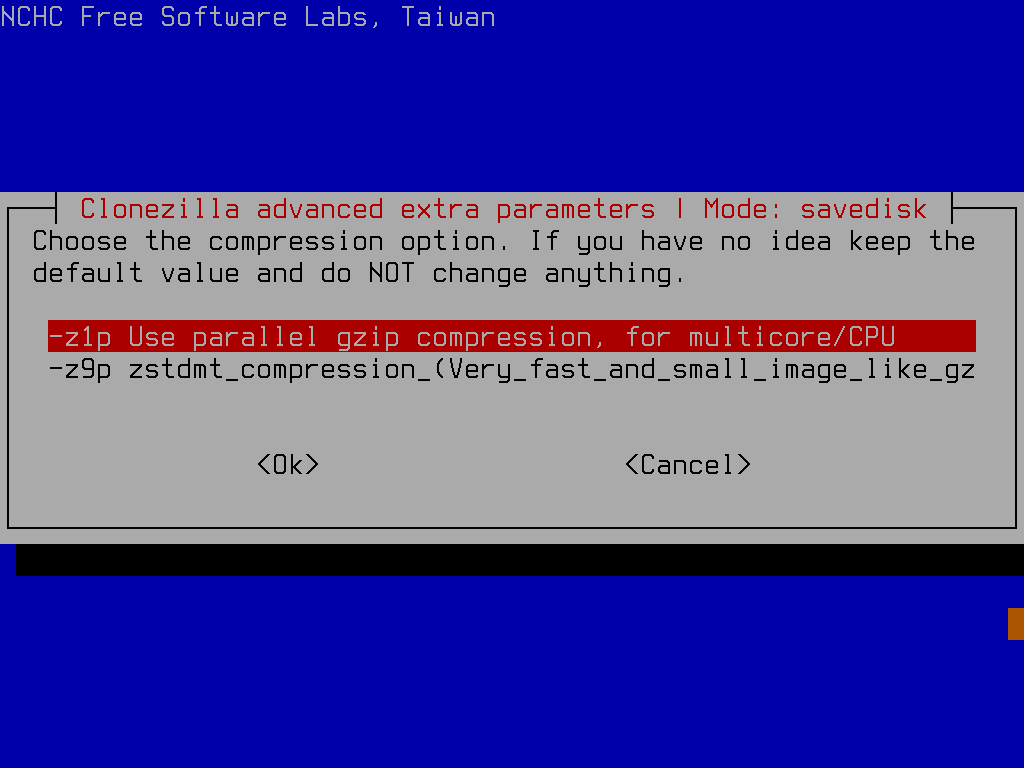 NCHC Free Software Labs, Taiwan
Clonezilla advanced extra parameters | Mode: savedisk
Choose the compression option. If you have no idea keep the
default value and do NOT change anything.
-z1p Use parallel gzip compression, for multicore/CPU
-z9p zstdmt_compression_(Very_fast_and_small_image_like_gz
<Ok> <Cancel>